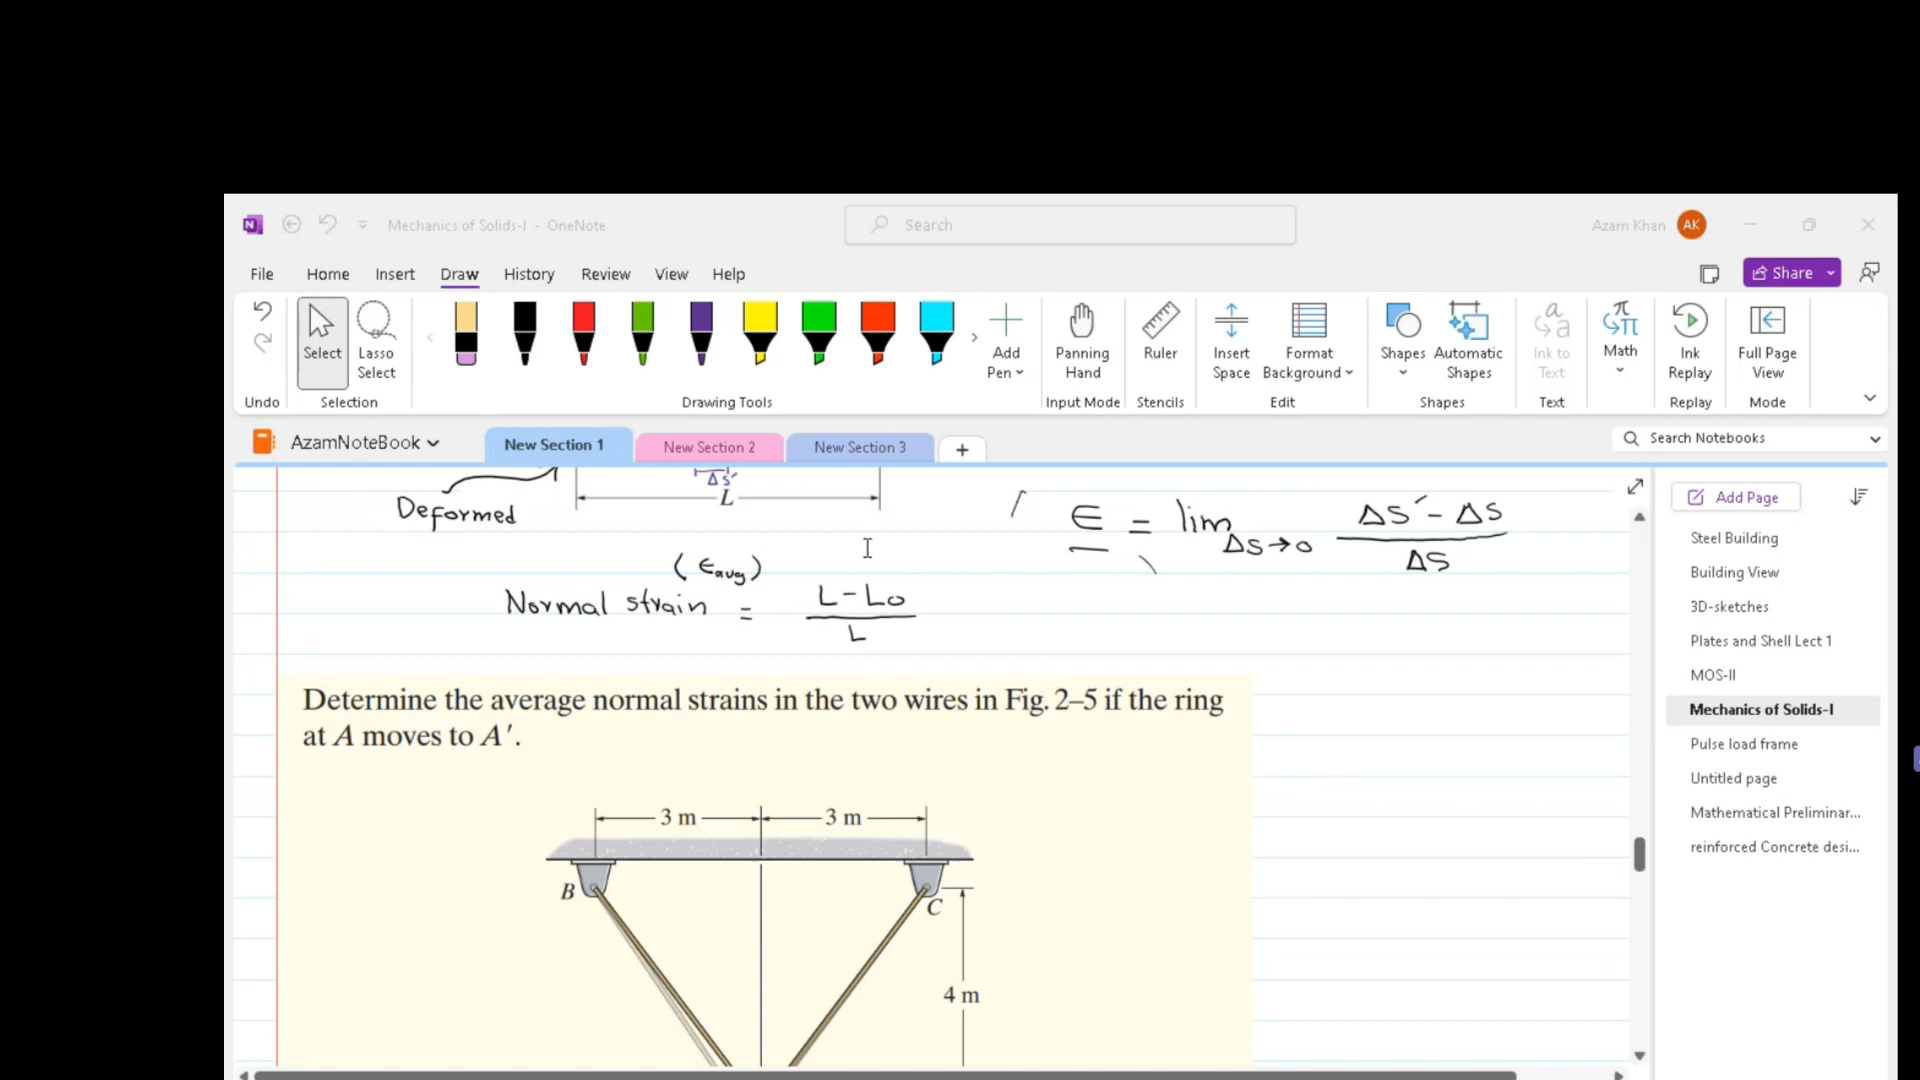 Mechanics of Solids-I - OneNote
Search
Azam Khan
AK
File
Home
Insert
Draw
History
Review
View
Help
Share
Select
Lasso Select
Add Pen
Panning Hand
Ruler
Insert Space
Format Background
Shapes
Automatic Shapes
Ink to Text
Math
Ink Replay
Full Page View
Undo
Selection
Drawing Tools
Input Mode
Stencils
Edit
Shapes
Text
Replay
Mode
AzamNoteBook
New Section 1
New Section 2
New Section 3
+
Search Notebooks
Δs′
L
Deformed
∈ = lim Δs→0 Δs′ - Δs / Δs
(∈avg)
Normal strain = L - Lo / L
Determine the average normal strains in the two wires in Fig. 2–5 if the ring
at A moves to A′.
3 m
3 m
B
C
4 m
Add Page
Steel Building
Building View
3D-sketches
Plates and Shell Lect 1
MOS-II
Mechanics of Solids-I
Pulse load frame
Untitled page
Mathematical Preliminar...
reinforced Concrete desi...